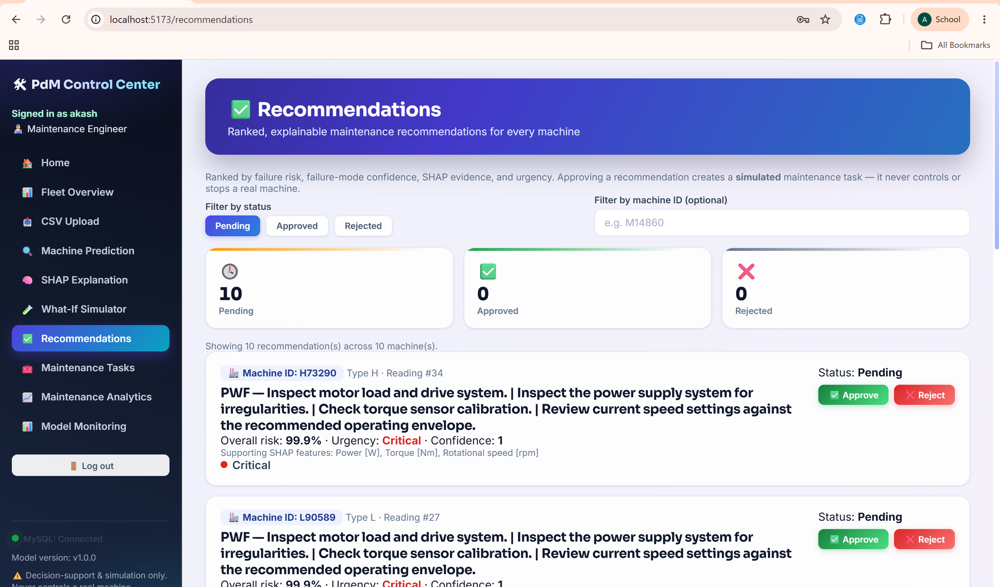 localhost:5173/recommendations
A School
All Bookmarks
PdM Control Center
Signed in as akash
Maintenance Engineer
Home
Fleet Overview
CSV Upload
Machine Prediction
SHAP Explanation
What-If Simulator
Recommendations
Maintenance Tasks
Maintenance Analytics
Model Monitoring
Log out
MySQL: Connected
Model version: v1.0.0
Decision-support & simulation only.
Never controls a real machine.
Recommendations
Ranked, explainable maintenance recommendations for every machine
Ranked by failure risk, failure-mode confidence, SHAP evidence, and urgency. Approving a recommendation creates a simulated maintenance task — it never controls or
stops a real machine.
Filter by status
Pending Approved Rejected
Filter by machine ID (optional)
e.g. M14860
10
Pending
0
Approved
0
Rejected
Showing 10 recommendation(s) across 10 machine(s).
Machine ID: H73290 Type H · Reading #34
PWF — Inspect motor load and drive system. | Inspect the power supply system for
irregularities. | Check torque sensor calibration. | Review current speed settings against
the recommended operating envelope.
Overall risk: 99.9% · Urgency: Critical · Confidence: 1
Supporting SHAP features: Power [W], Torque [Nm], Rotational speed [rpm]
Critical
Status: Pending
Approve Reject
Machine ID: L90589 Type L · Reading #27
PWF — Inspect motor load and drive system. | Inspect the power supply system for
irregularities. | Check torque sensor calibration. | Review current speed settings against
the recommended operating envelope.
Overall risk: 99.9% · Urgency: Critical · Confidence: 1
Status: Pending
Approve Reject